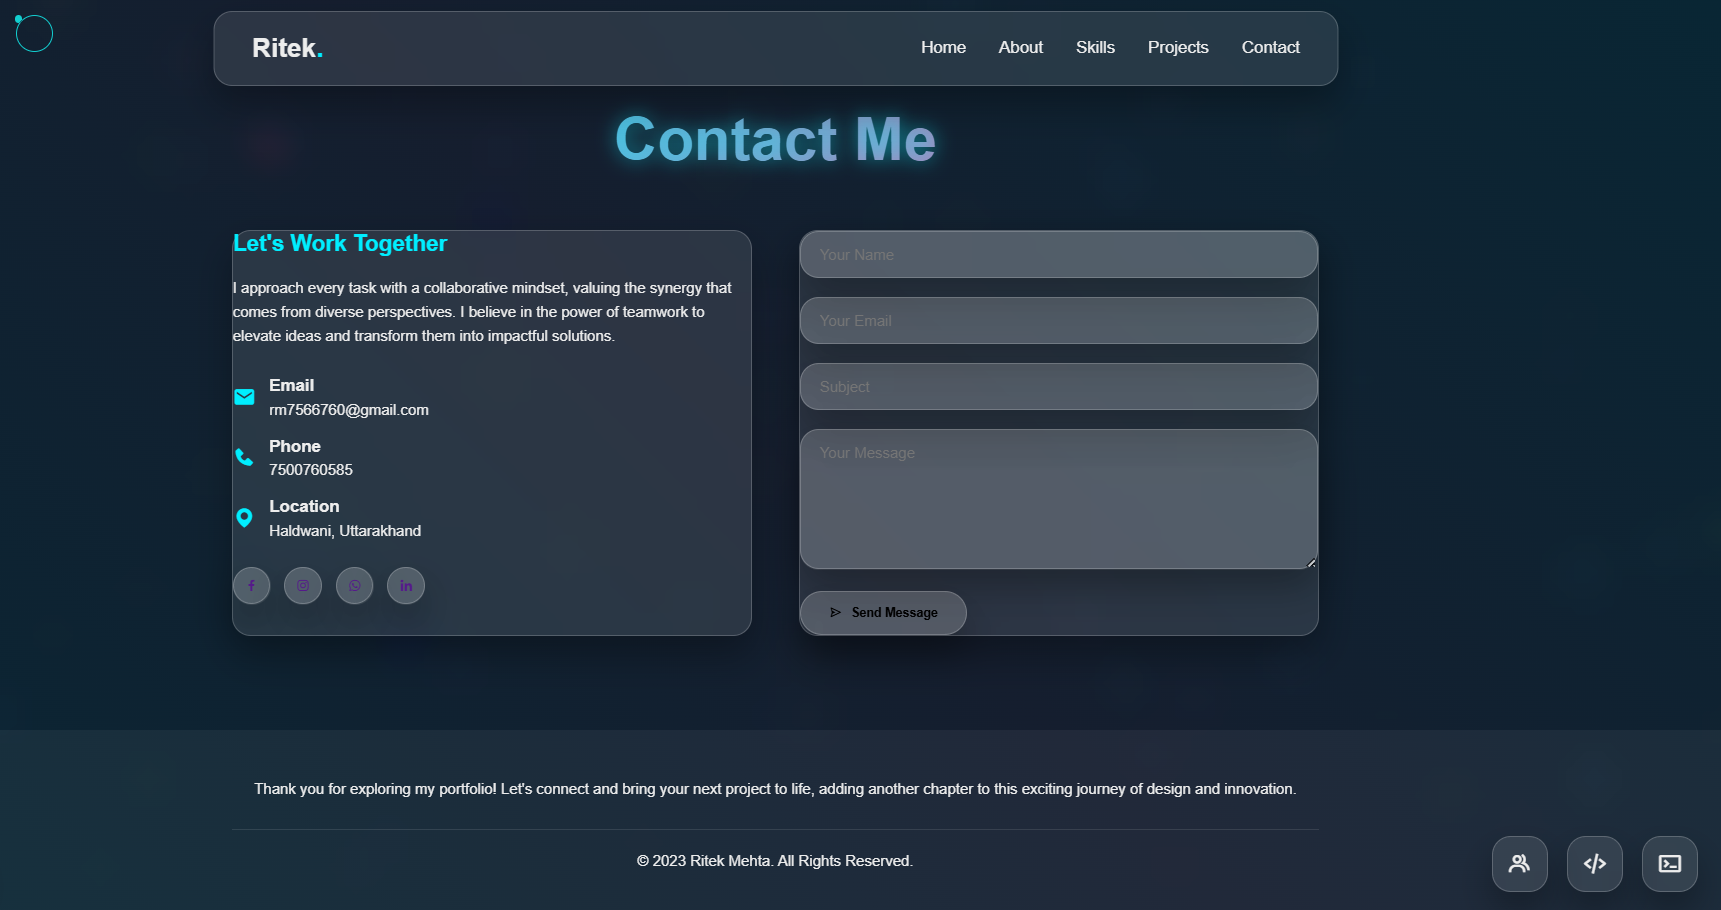 Ritek.
Home
About
Skills
Projects
Contact
Contact Me
Let's Work Together
I approach every task with a collaborative mindset, valuing the synergy that
comes from diverse perspectives. I believe in the power of teamwork to
elevate ideas and transform them into impactful solutions.
Email
rm7566760@gmail.com
Phone
7500760585
Location
Haldwani, Uttarakhand
Your Name
Your Email
Subject
Your Message
Send Message
Thank you for exploring my portfolio! Let's connect and bring your next project to life, adding another chapter to this exciting journey of design and innovation.
© 2023 Ritek Mehta. All Rights Reserved.